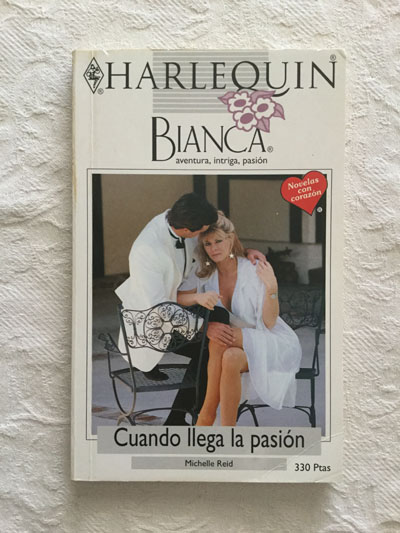 HARLEQUIN®
®
BIANCA®
aventura, intriga, pasión
Novelas
con
corazón
®
Cuando llega la pasión
Michelle Reid
330 Ptas